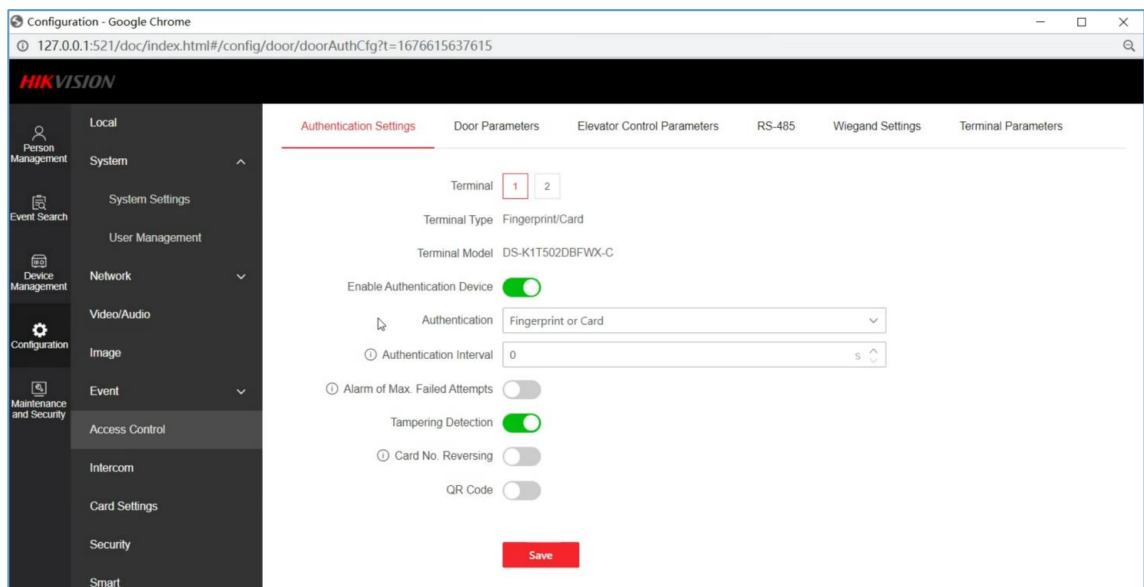 Configuration - Google Chrome
127.0.0.1:521/doc/index.html#/config/door/doorAuthCfg?t=1676615637615
HIKVISION
Person
Management
Event Search
Device
Management
Configuration
Maintenance
and Security
Local
System
System Settings
User Management
Network
Video/Audio
Image
Event
Access Control
Intercom
Card Settings
Security
Smart
Authentication Settings Door Parameters Elevator Control Parameters RS-485 Wiegand Settings Terminal Parameters
Terminal 1 2
Terminal Type Fingerprint/Card
Terminal Model DS-K1T502DBFWX-C
Enable Authentication Device
Authentication Fingerprint or Card
Authentication Interval 0 s
Alarm of Max. Failed Attempts
Tampering Detection
Card No. Reversing
QR Code
Save